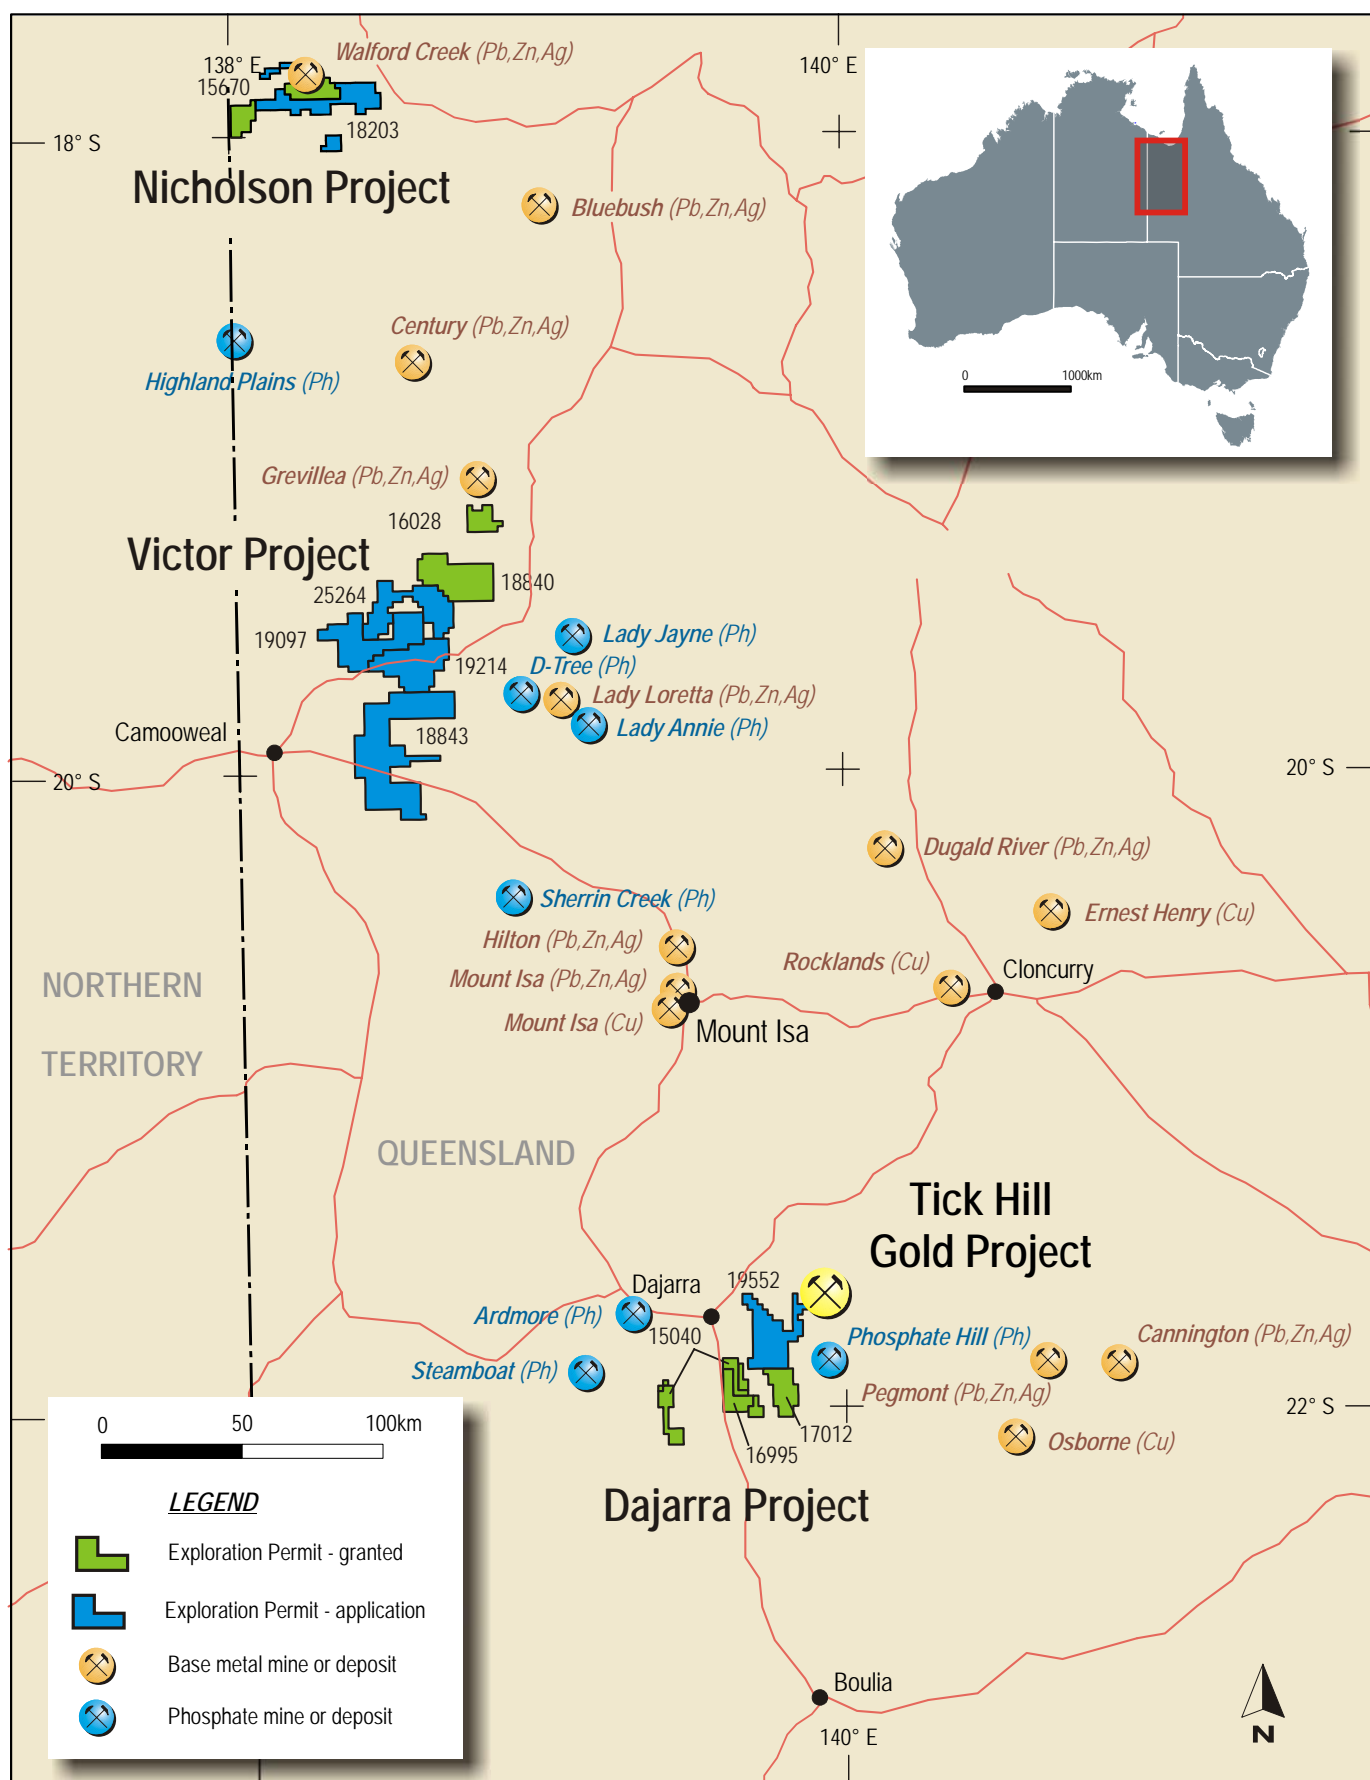 Walford Creek (Pb,Zn,Ag)
138° E
140° E
15670
18203
18° S
Nicholson Project
Bluebush (Pb,Zn,Ag)
Century (Pb,Zn,Ag)
Highland Plains (Ph)
0 1000km
Grevillea (Pb,Zn,Ag)
16028
Victor Project
18840
25264
19097
Lady Jayne (Ph)
19214
D-Tree (Ph)
Lady Loretta (Pb,Zn,Ag)
Lady Annie (Ph)
Camooweal
18843
20° S
20° S
Dugald River (Pb,Zn,Ag)
Sherrin Creek (Ph)
Ernest Henry (Cu)
Hilton (Pb,Zn,Ag)
Rocklands (Cu)
Cloncurry
Mount Isa (Pb,Zn,Ag)
NORTHERN
TERRITORY
Mount Isa (Cu)
Mount Isa
QUEENSLAND
Tick Hill
Gold Project
Dajarra
19552
Ardmore (Ph)
15040
Phosphate Hill (Ph)
Cannington (Pb,Zn,Ag)
Steamboat (Ph)
Pegmont (Pb,Zn,Ag)
22° S
17012
16995
Osborne (Cu)
Dajarra Project
0 50 100km
LEGEND
Exploration Permit - granted
Exploration Permit - application
Base metal mine or deposit
Phosphate mine or deposit
Boulia
140° E
N